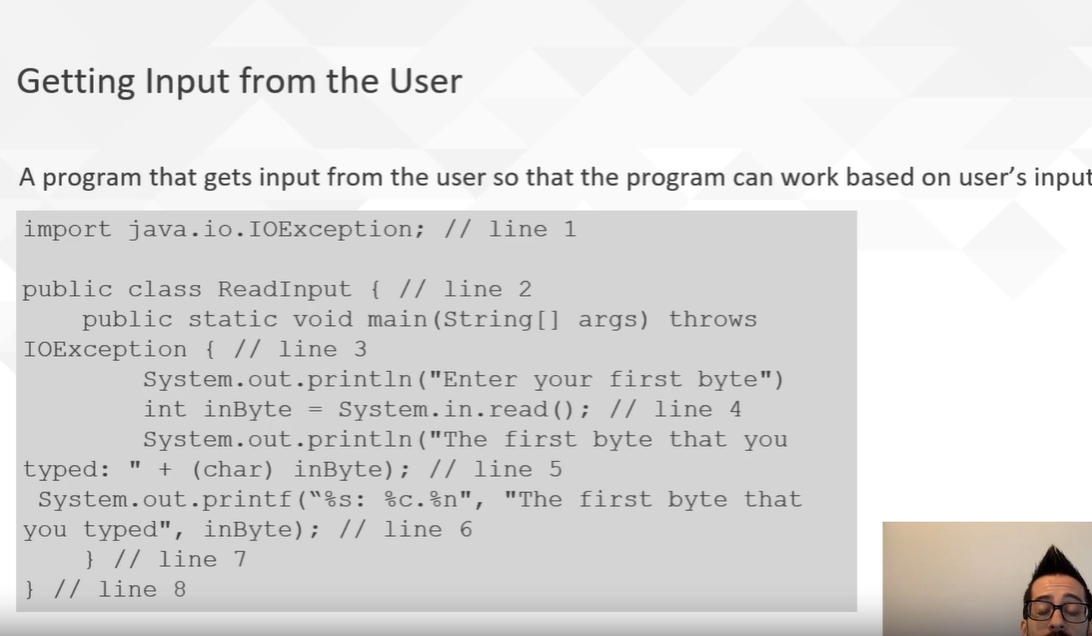 Getting Input from the User
A program that gets input from the user so that the program can work based on user's input
import java.io.IOException; // line 1
public class ReadInput { // line 2
public static void main(String[] args) throws
IOException { // line 3
System.out.println("Enter your first byte")
int inByte = System.in.read(); // line 4
System.out.println("The first byte that you
typed: " + (char) inByte); // line 5
System.out.printf(“%s: %c.%n", "The first byte that
you typed", inByte); // line 6
} // line 7
} // line 8